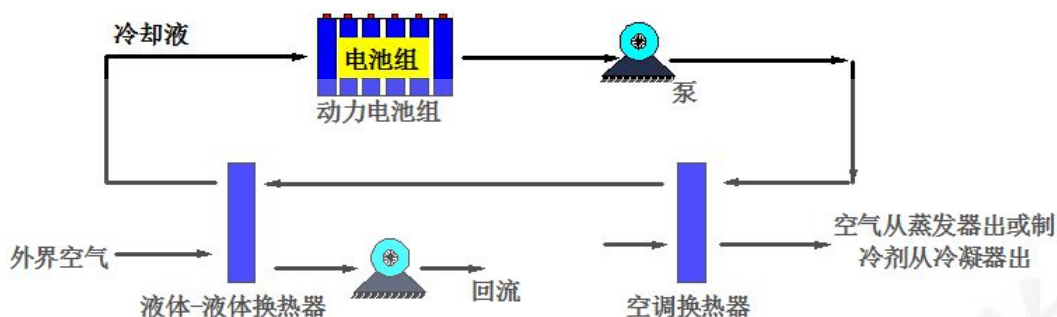 冷却液
电池组
动力电池组
泵
外界空气
空气从蒸发器出或制
冷剂从冷凝器出
回流
液体-液体换热器
空调换热器